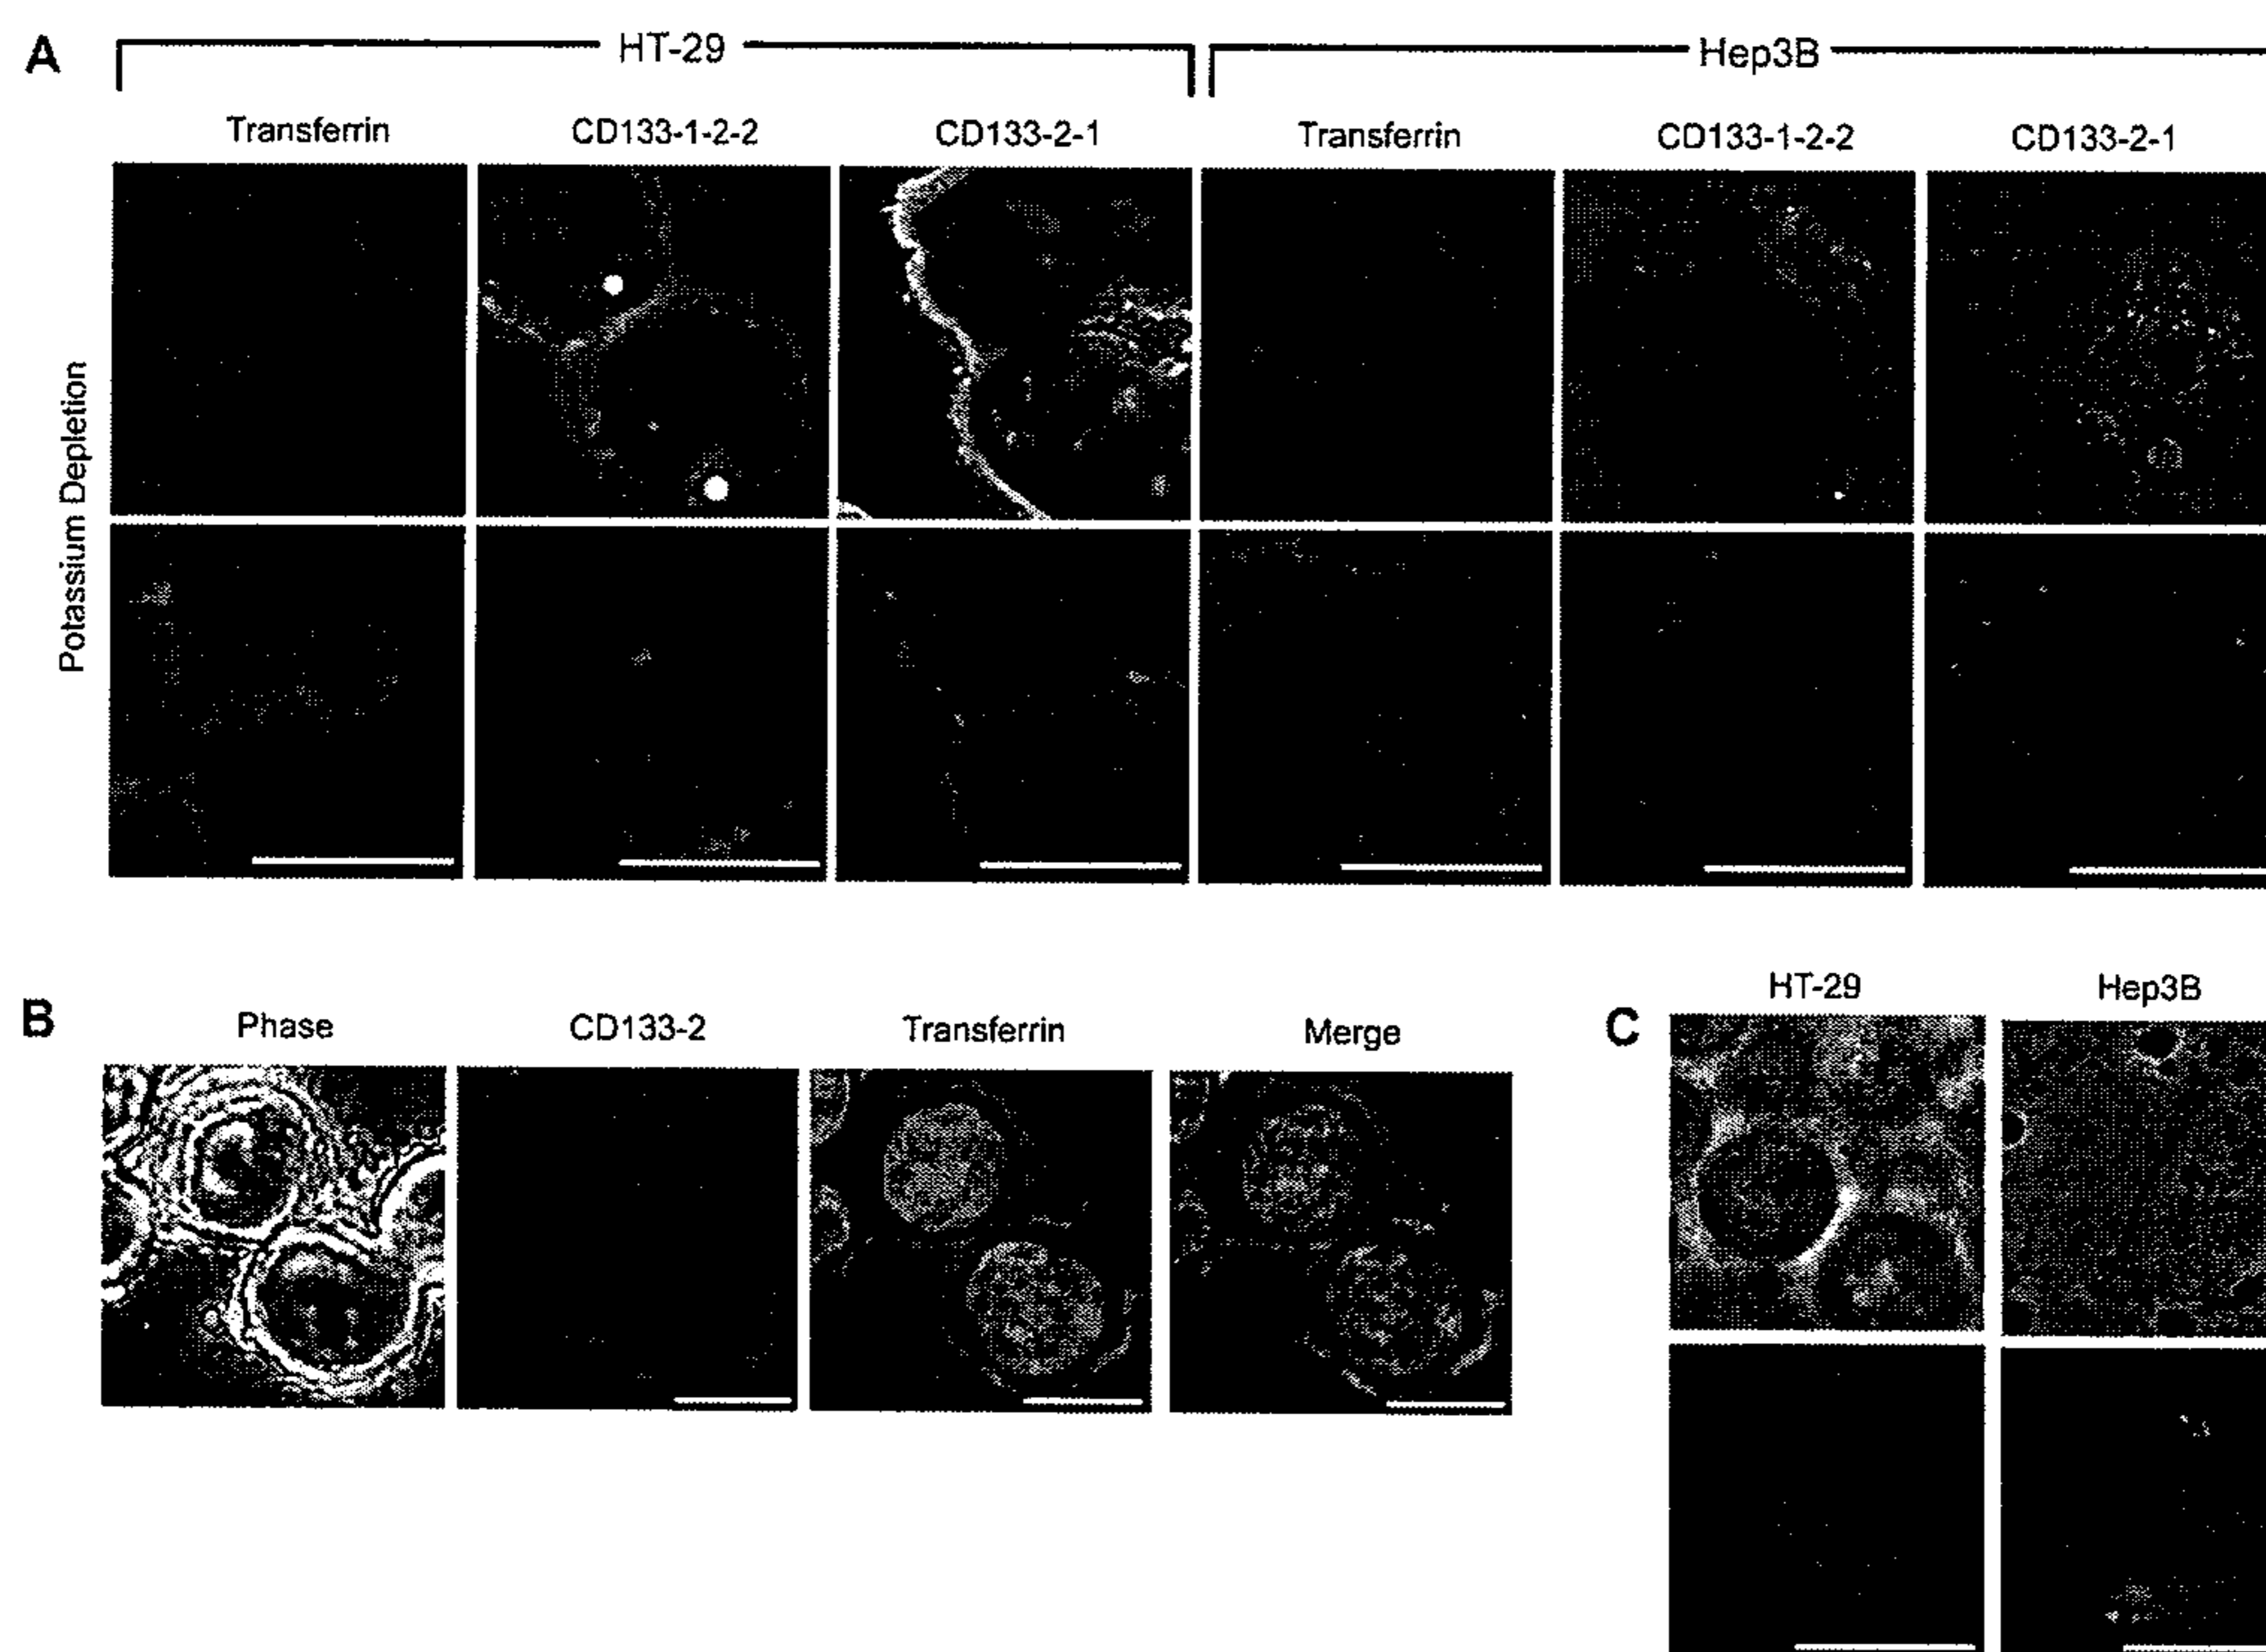 A
HT-29
Hep3B
Transferrin
CD133-1-2-2
CD133-2-1
Transferrin
CD133-1-2-2
CD133-2-1
Potassium Depletion
B
Phase
CD133-2
Transferrin
Merge
C
HT-29
Hep3B